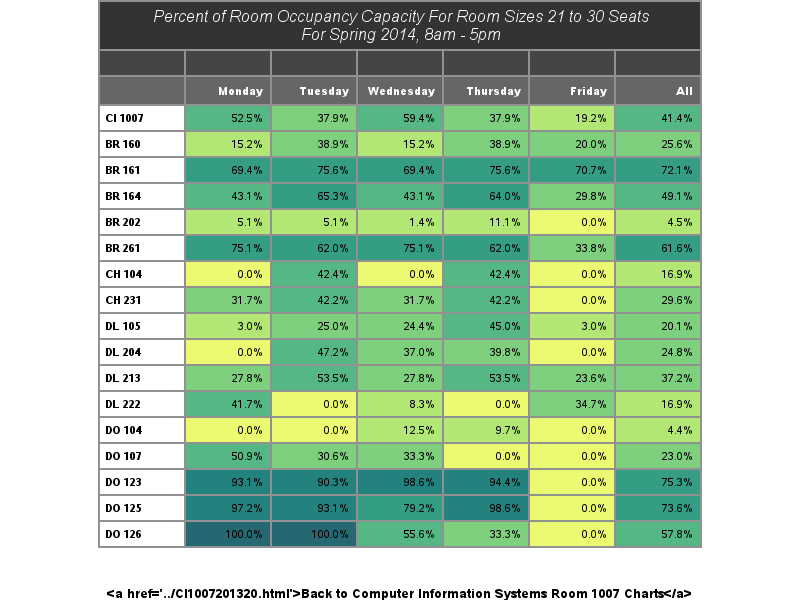 Percent of Room Occupancy Capacity For Room Sizes 21 to 30 Seats
For Spring 2014, 8am - 5pm
Monday Tuesday Wednesday Thursday Friday All
CI 1007 52.5% 37.9% 59.4% 37.9% 19.2% 41.4%
BR 160 15.2% 38.9% 15.2% 38.9% 20.0% 25.6%
BR 161 69.4% 75.6% 69.4% 75.6% 70.7% 72.1%
BR 164 43.1% 65.3% 43.1% 64.0% 29.8% 49.1%
BR 202 5.1% 5.1% 1.4% 11.1% 0.0% 4.5%
BR 261 75.1% 62.0% 75.1% 62.0% 33.8% 61.6%
CH 104 0.0% 42.4% 0.0% 42.4% 0.0% 16.9%
CH 231 31.7% 42.2% 31.7% 42.2% 0.0% 29.6%
DL 105 3.0% 25.0% 24.4% 45.0% 3.0% 20.1%
DL 204 0.0% 47.2% 37.0% 39.8% 0.0% 24.8%
DL 213 27.8% 53.5% 27.8% 53.5% 23.6% 37.2%
DL 222 41.7% 0.0% 8.3% 0.0% 34.7% 16.9%
DO 104 0.0% 0.0% 12.5% 9.7% 0.0% 4.4%
DO 107 50.9% 30.6% 33.3% 0.0% 0.0% 23.0%
DO 123 93.1% 90.3% 98.6% 94.4% 0.0% 75.3%
DO 125 97.2% 93.1% 79.2% 98.6% 0.0% 73.6%
DO 126 100.0% 100.0% 55.6% 33.3% 0.0% 57.8%
<a href='../CI1007201320.html'>Back to Computer Information Systems Room 1007 Charts</a>